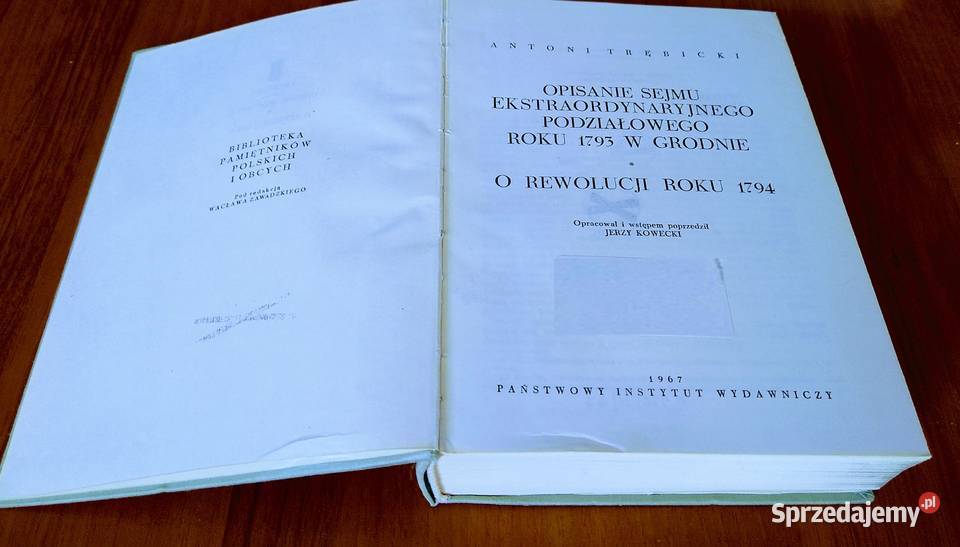 BIBLIOTEKA
PAMIĘTNIKÓW
POLSKICH
I OBCYCH
Pod redakcją
WACŁAWA ZAWADZKIEGO
ANTONI TRĘBICKI
OPISANIE SEJMU
EKSTRAORDYNARYJNEGO
PODZIAŁOWEGO
ROKU 1793 W GRODNIE
•
O REWOLUCJI ROKU 1794
Opracował i wstępem poprzedził
JERZY KOWECKI
1967
PAŃSTWOWY INSTYTUT WYDAWNICZY
Sprzedajemy.pl